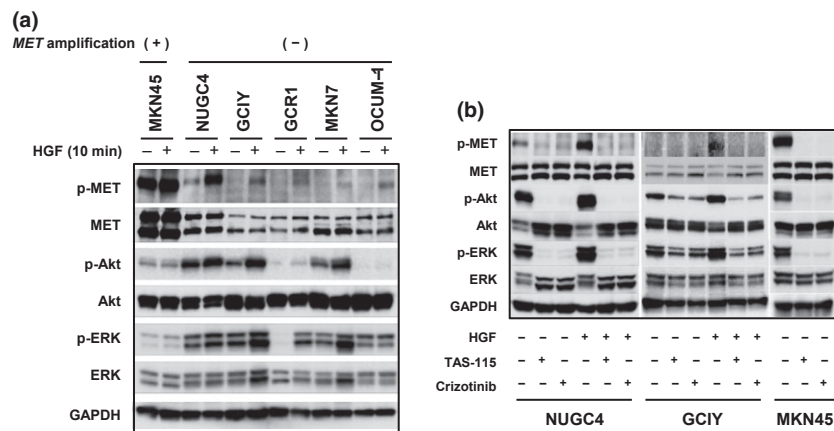 (a)
MET amplification (+) (−)
MKN45 NUGC4 GCIY GCR1 MKN7 OCUM-1
HGF (10 min) − + − + − + − + − + − +
p-MET
MET
p-Akt
Akt
p-ERK
ERK
GAPDH
(b)
p-MET
MET
p-Akt
Akt
p-ERK
ERK
GAPDH
HGF − − − + + + − − − + + + − − −
TAS-115 − + − − + − − + − − + − − + −
Crizotinib − − + − − + − − + − − + − − +
NUGC4 GCIY MKN45